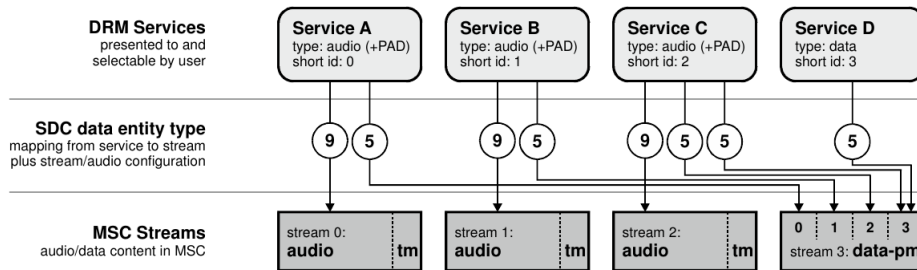 DRM Services
presented to and
selectable by user
Service A
type: audio (+PAD)
short id: 0
Service B
type: audio (+PAD)
short id: 1
Service C
type: audio (+PAD)
short id: 2
Service D
type: data
short id: 3
SDC data entity type
mapping from service to stream
plus stream/audio configuration
9
5
9
5
9
5
5
5
MSC Streams
audio/data content in MSC
stream 0:
audio
tm
stream 1:
audio
tm
stream 2:
audio
tm
0 1 2 3
stream 3: data-pm